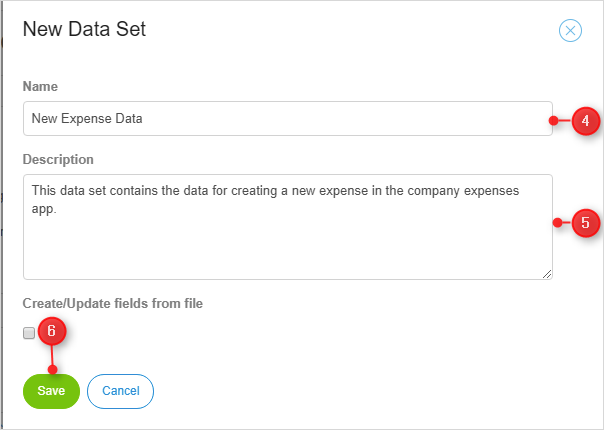 New Data Set
Name
New Expense Data
4
Description
This data set contains the data for creating a new expense in the company expenses
app.
5
Create/Update fields from file
6
Save Cancel